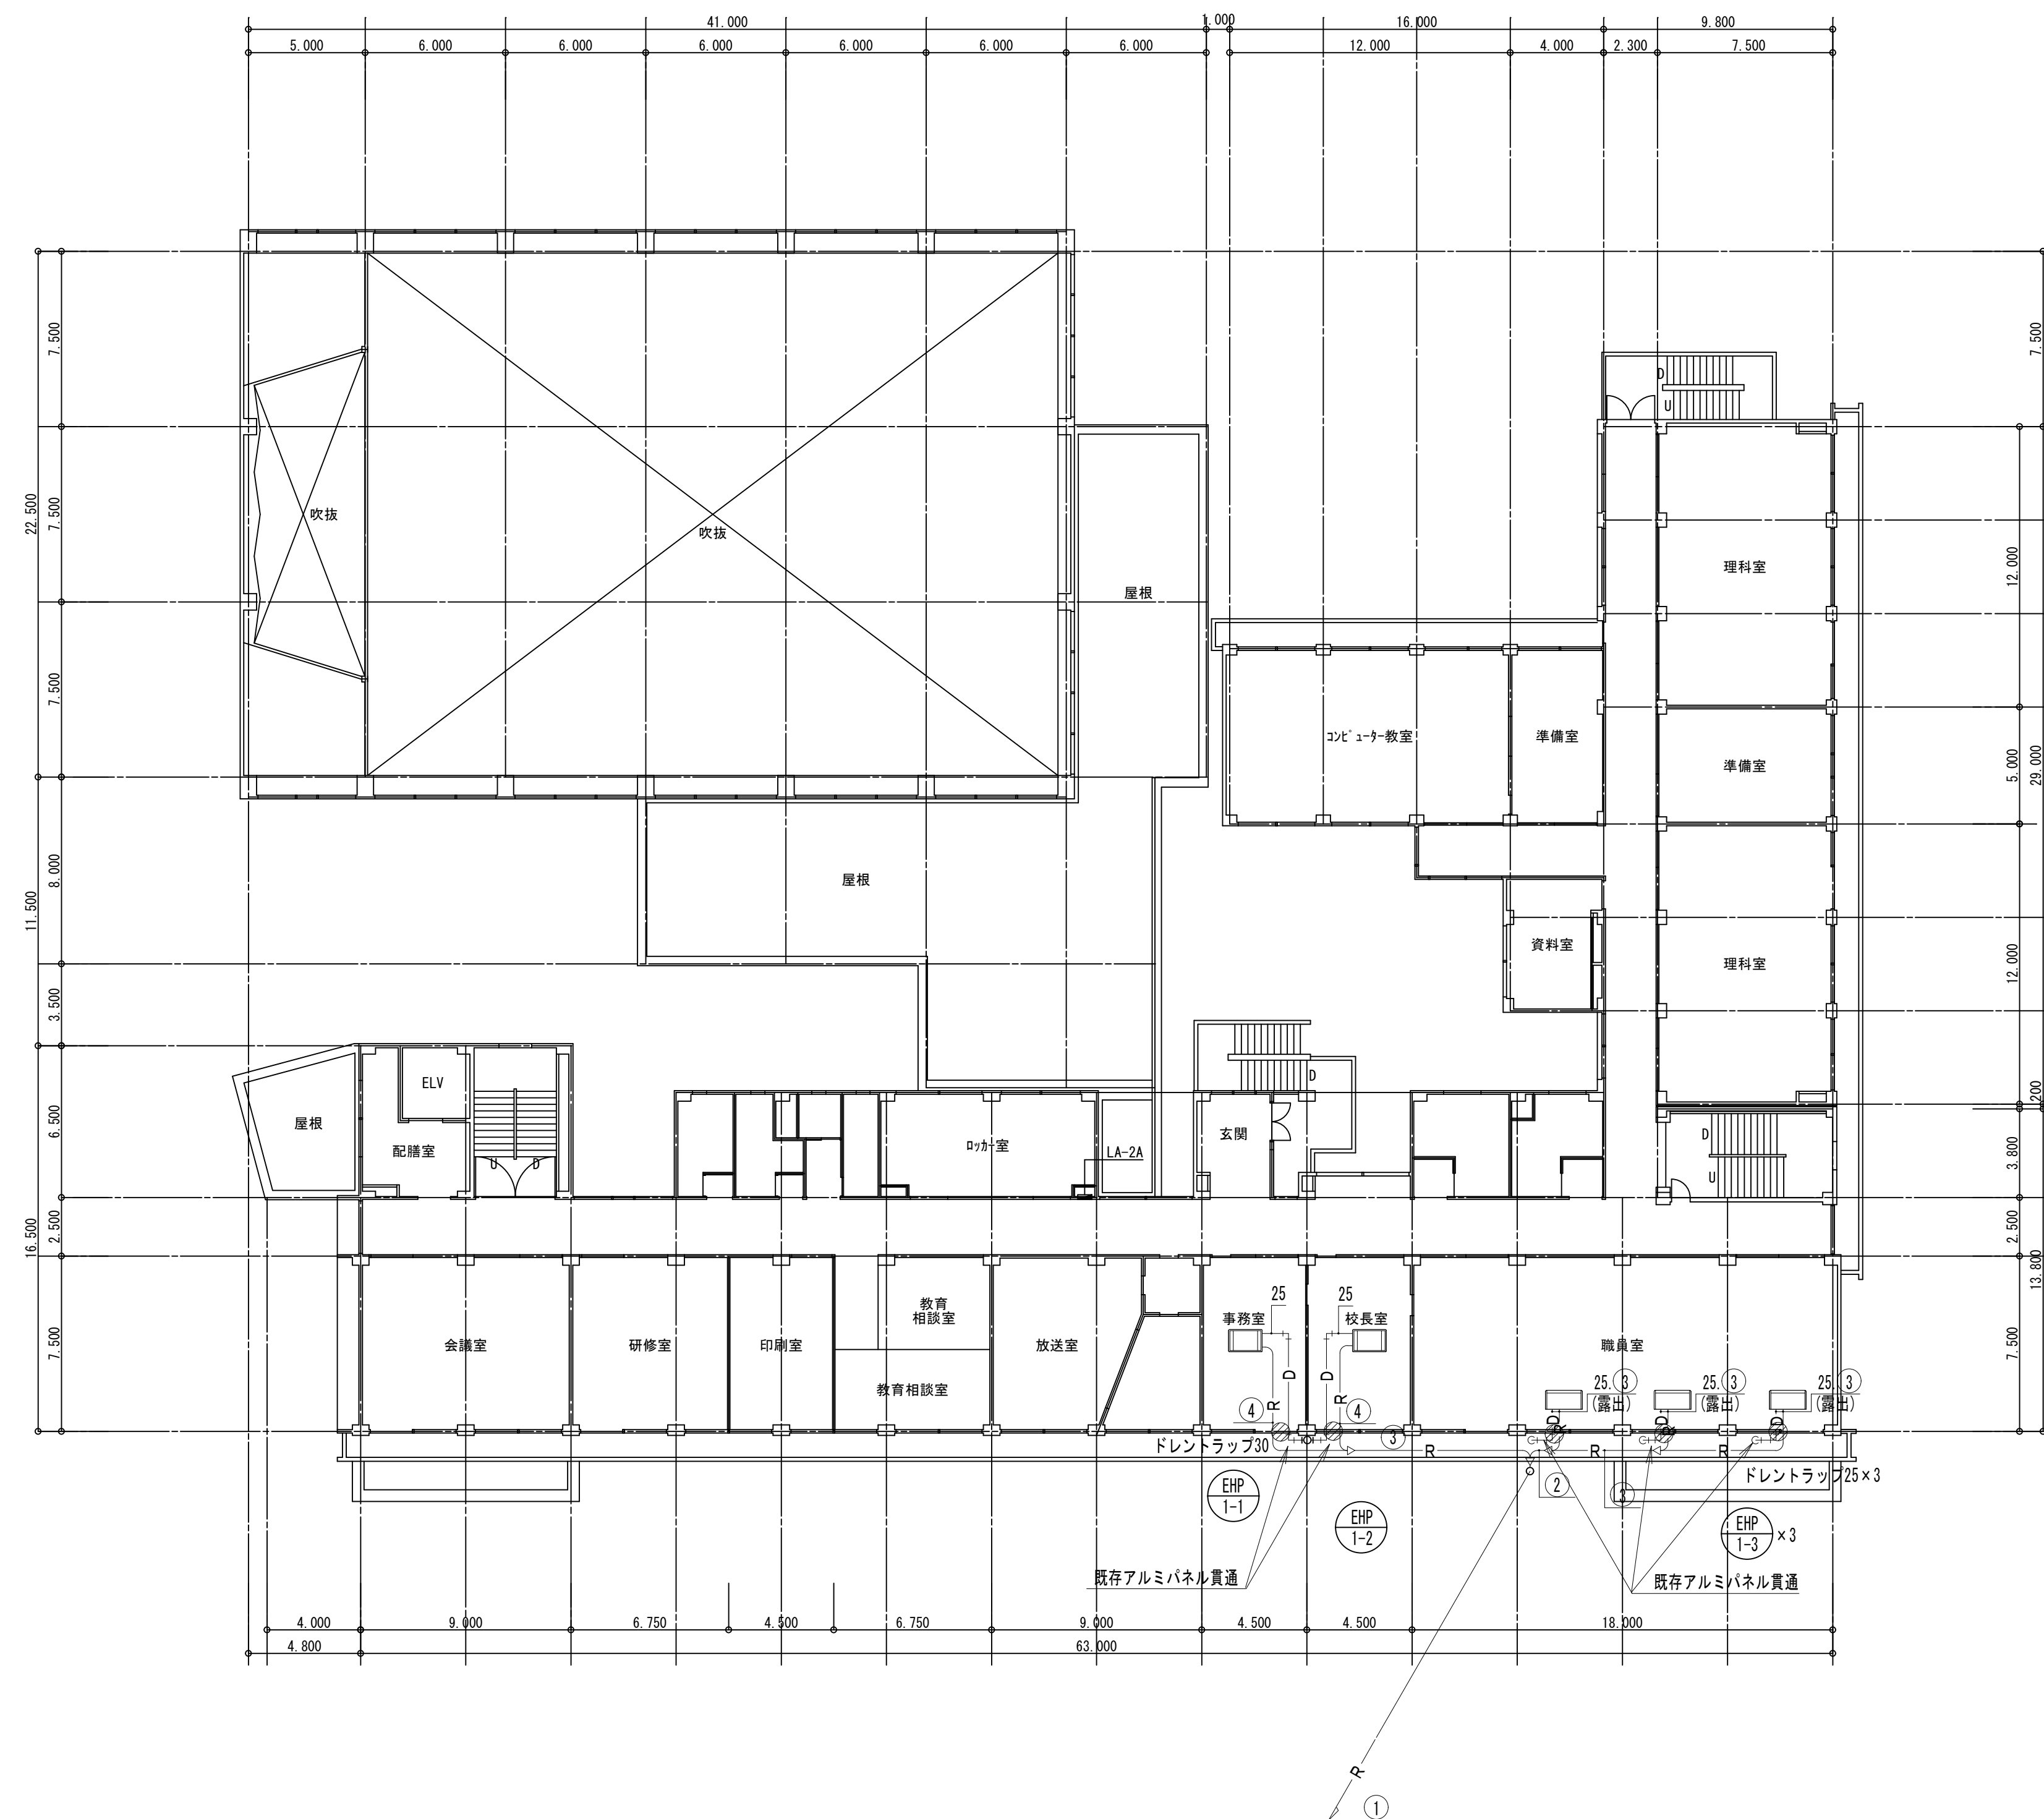 41.000
1.000
16.000
9.800
5.000
6.000
6.000
6.000
6.000
6.000
6.000
12.000
4.000
2.300
7.500
7.500
7.500
7.500
22.500
8.000
3.500
11.500
6.500
2.500
7.500
16.500
7.500
12.000
5.000
12.000
29.000
200
3.800
2.500
7.500
13.800
D
U
吹抜
吹抜
屋根
理科室
コンピューター教室
準備室
準備室
屋根
資料室
理科室
ELV
屋根
配膳室
U
D
ロッカー室
LA-2A
玄関
D
D
U
会議室
研修室
印刷室
教育
相談室
教育相談室
放送室
事務室
25
校長室
25
職員室
25. 3
(露出)
25. 3
(露出)
25. 3
(露出)
D
D
R
R
4
4
D
R
D
R
D
ドレントラップ30
3
R
R
R
ドレントラップ25×3
2
3
EHP
1-1
EHP
1-2
EHP
1-3
×3
既存アルミパネル貫通
既存アルミパネル貫通
4.000
9.000
6.750
4.500
6.750
9.000
4.500
4.500
18.000
4.800
63.000
R
1